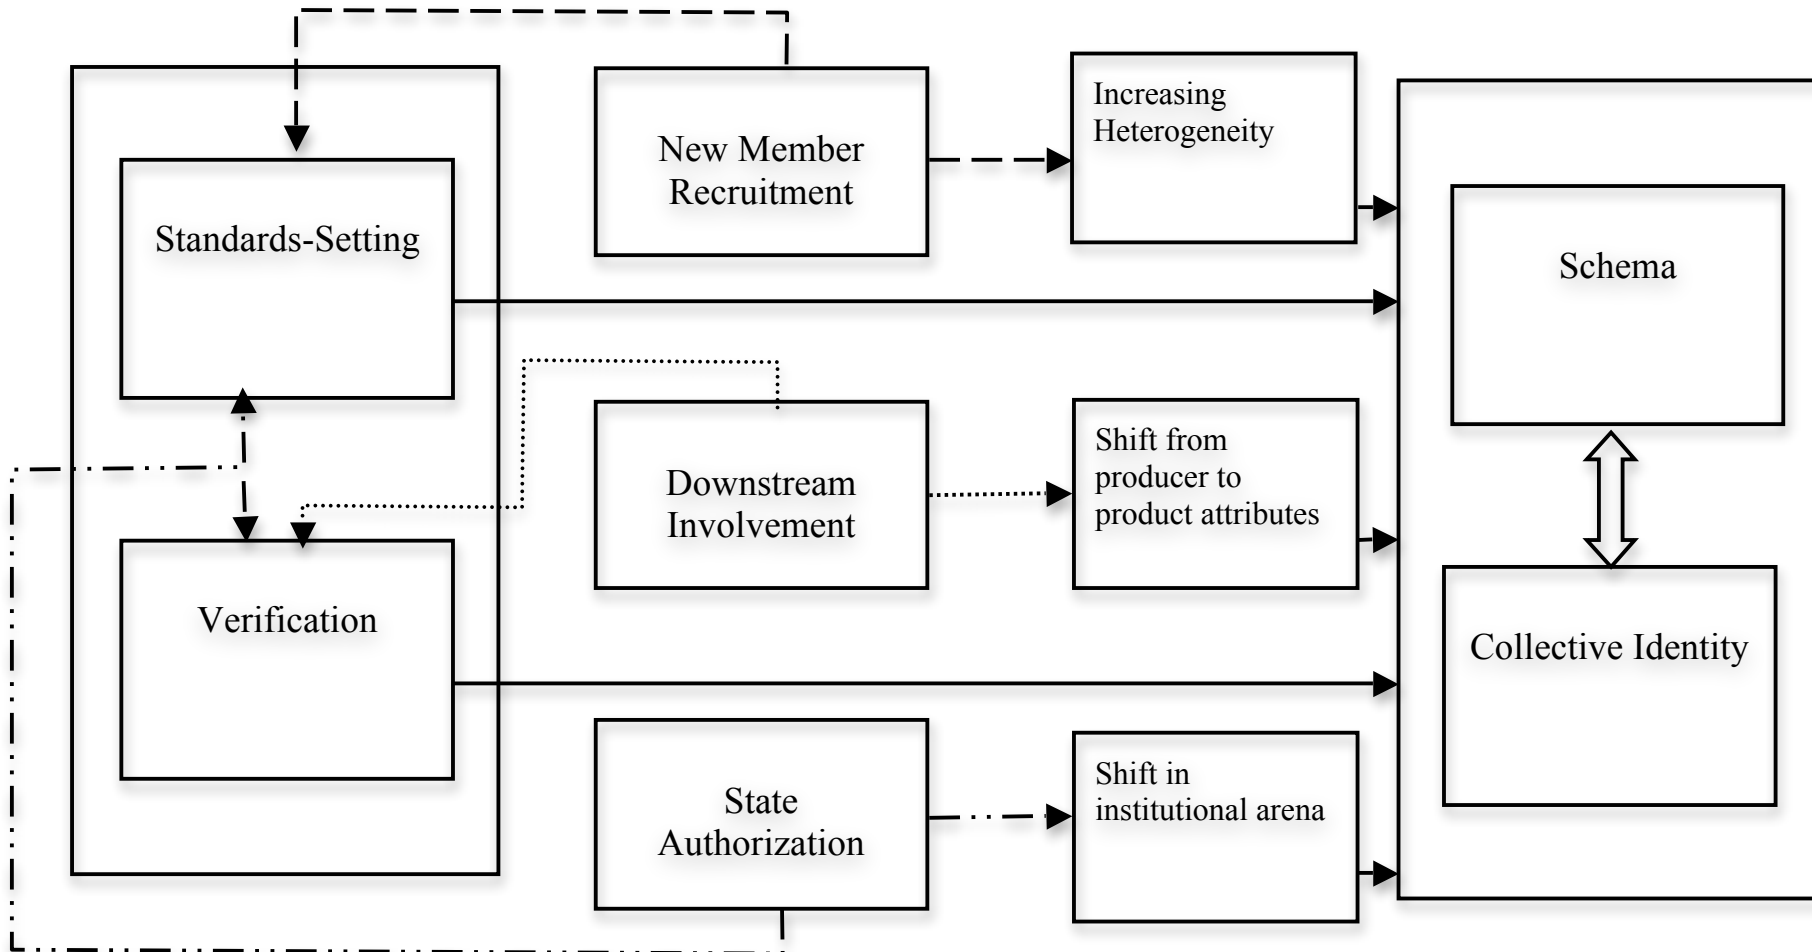 Standards-Setting
Verification
New Member
Recruitment
Increasing
Heterogeneity
Downstream
Involvement
Shift from
producer to
product attributes
State
Authorization
Shift in
institutional arena
Schema
Collective Identity